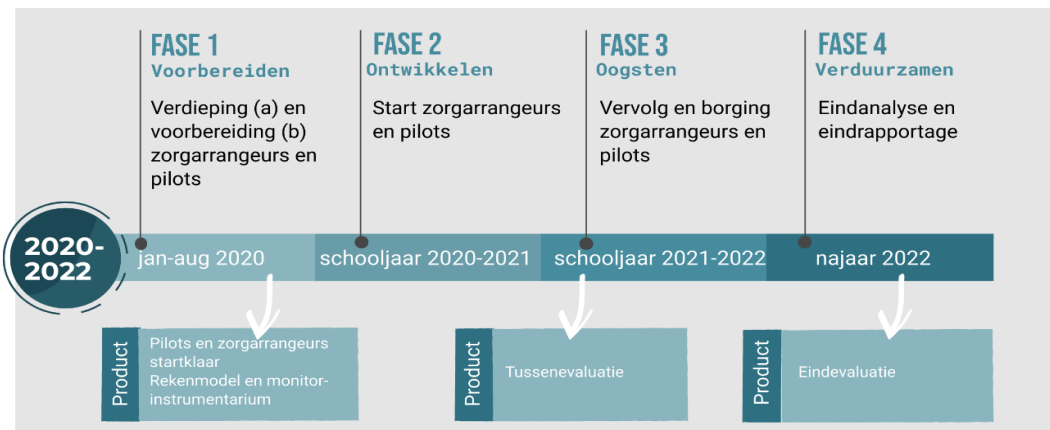 FASE 1
Voorbereiden
Verdieping (a) en
voorbereiding (b)
zorgarrangeurs en
pilots
FASE 2
Ontwikkelen
Start zorgarrangeurs
en pilots
FASE 3
Oogsten
Vervolg en borging
zorgarrangeurs en
pilots
FASE 4
Verduurzamen
Eindanalyse en
eindrapportage
2020-
2022
jan-aug 2020
schooljaar 2020-2021
schooljaar 2021-2022
najaar 2022
Product
Pilots en zorgarrangeurs
startklaar
Rekenmodel en monitor-
instrumentarium
Product
Tussenevaluatie
Product
Eindevaluatie